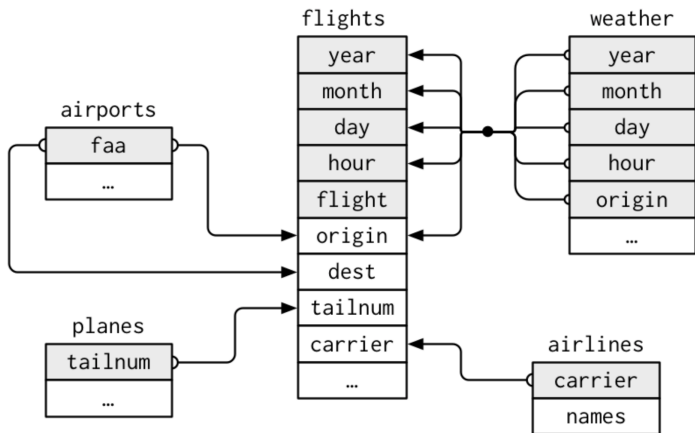 flights
year
month
day
hour
flight
origin
dest
tailnum
carrier
…
weather
year
month
day
hour
origin
…
airports
faa
…
planes
tailnum
…
airlines
carrier
names